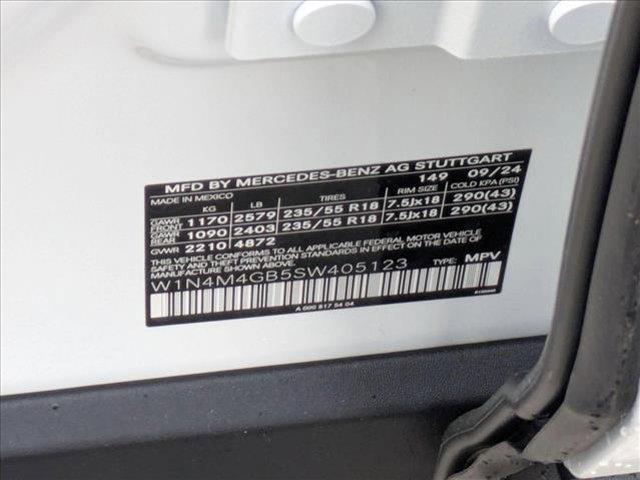 MFD BY MERCEDES-BENZ AG STUTTGART
MADE IN MEXICO 149 09/24
KG LB TIRES RIM SIZE COLD KPA (PSI)
GAWR FRONT 1170 2579 235/55 R18 7.5Jx18 290(43)
GAWR REAR 1090 2403 235/55 R18 7.5Jx18 290(43)
GVWR 2210 4872
THIS VEHICLE CONFORMS TO ALL APPLICABLE FEDERAL MOTOR VEHICLE
SAFETY BUMPER, AND THEFT PREVENTION STANDARDS IN EFFECT ON THE
DATE OF MANUFACTURE SHOWN ABOVE.
W1N4M4GB5SW405123 TYPE: MPV
A 000 817 54 04